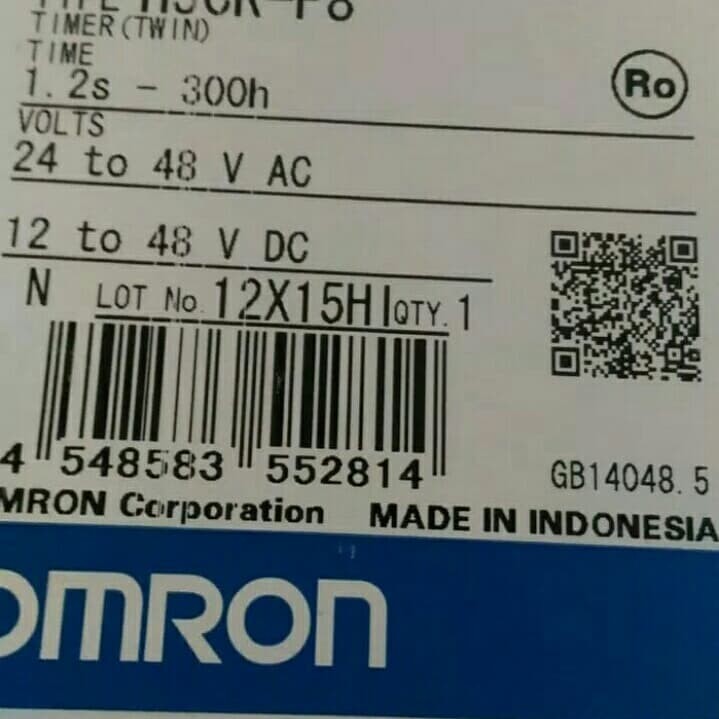 TIMER(TWIN)
TIME
1.2s - 300h
Ro
VOLTS
24 to 48 V AC
12 to 48 V DC
N LOT No. 12X15HI QTY. 1
4 548583 552814
GB14048.5
MRON Corporation MADE IN INDONESIA
OMRON